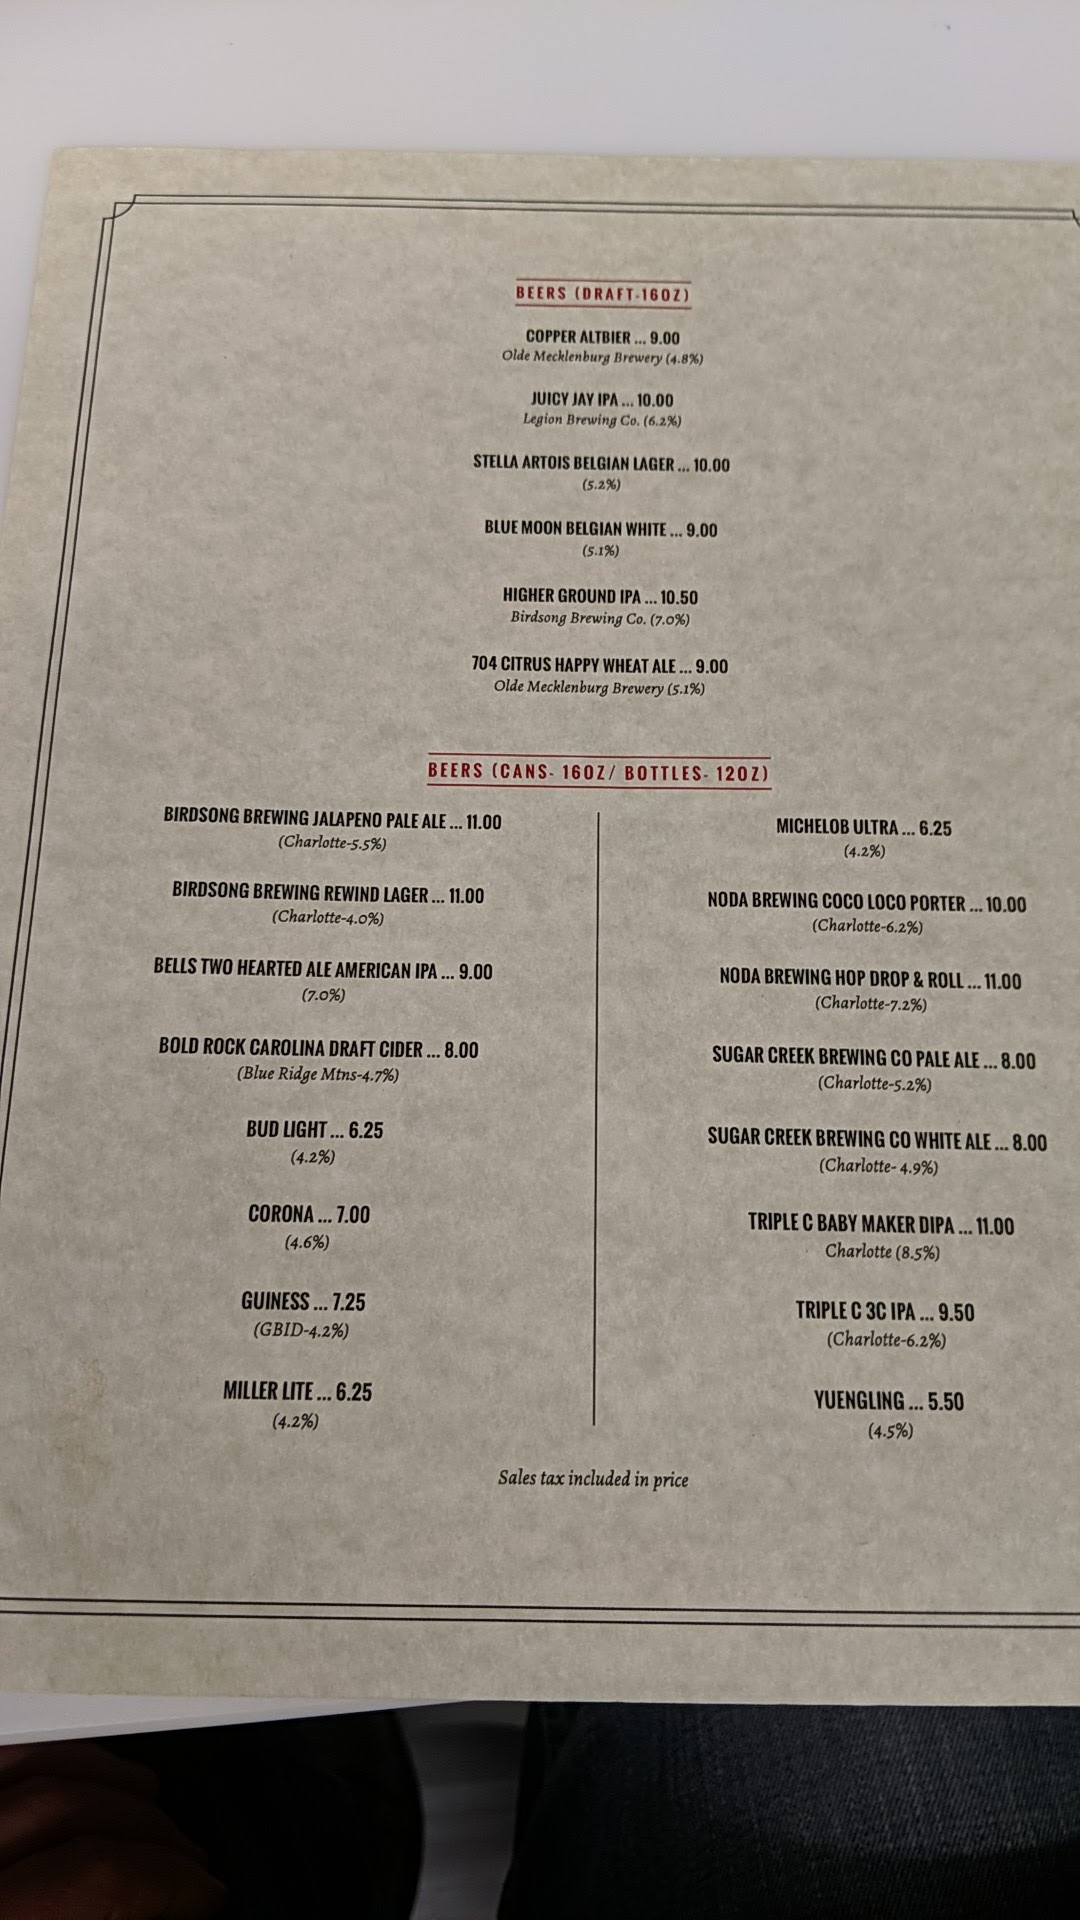 BEERS (DRAFT-16OZ)
COPPER ALTBIER ... 9.00
Olde Mecklenburg Brewery (4.8%)
JUICY JAY IPA ... 10.00
Legion Brewing Co. (6.2%)
STELLA ARTOIS BELGIAN LAGER ... 10.00
(5.2%)
BLUE MOON BELGIAN WHITE ... 9.00
(5.1%)
HIGHER GROUND IPA ... 10.50
Birdsong Brewing Co. (7.0%)
704 CITRUS HAPPY WHEAT ALE ... 9.00
Olde Mecklenburg Brewery (5.1%)
BEERS (CANS- 16OZ/ BOTTLES- 12OZ)
BIRDSONG BREWING JALAPENO PALE ALE ... 11.00
(Charlotte-5.5%)
BIRDSONG BREWING REWIND LAGER ... 11.00
(Charlotte-4.0%)
BELLS TWO HEARTED ALE AMERICAN IPA ... 9.00
(7.0%)
BOLD ROCK CAROLINA DRAFT CIDER ... 8.00
(Blue Ridge Mtns-4.7%)
BUD LIGHT ... 6.25
(4.2%)
CORONA ... 7.00
(4.6%)
GUINESS ... 7.25
(GBID-4.2%)
MILLER LITE ... 6.25
(4.2%)
MICHELOB ULTRA ... 6.25
(4.2%)
NODA BREWING COCO LOCO PORTER ... 10.00
(Charlotte-6.2%)
NODA BREWING HOP DROP & ROLL ... 11.00
(Charlotte-7.2%)
SUGAR CREEK BREWING CO PALE ALE ... 8.00
(Charlotte-5.2%)
SUGAR CREEK BREWING CO WHITE ALE ... 8.00
(Charlotte- 4.9%)
TRIPLE C BABY MAKER DIPA ... 11.00
Charlotte (8.5%)
TRIPLE C 3C IPA ... 9.50
(Charlotte-6.2%)
YUENGLING ... 5.50
(4.5%)
Sales tax included in price